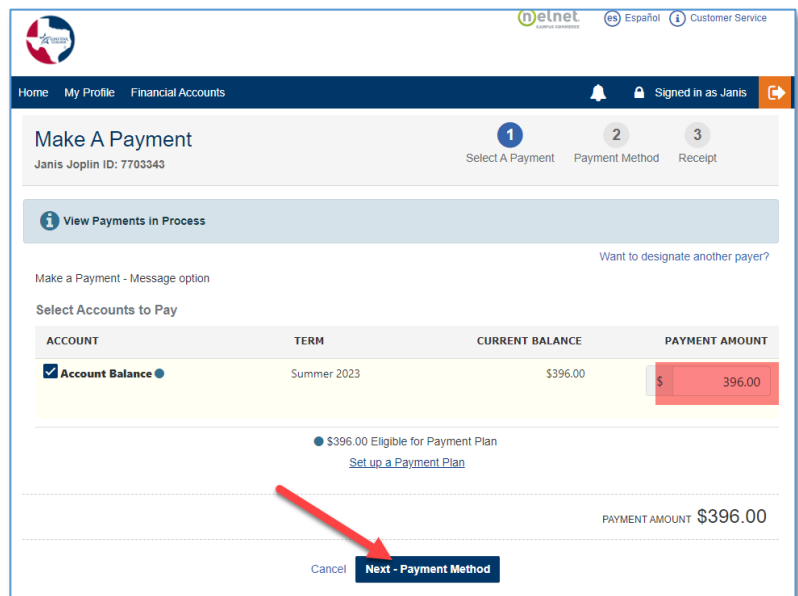 nelnet
CAMPUS COMMERCE
es Español i Customer Service
Home My Profile Financial Accounts Signed in as Janis
Make A Payment
Janis Joplin ID: 7703343
1 2 3
Select A Payment Payment Method Receipt
i View Payments in Process
Want to designate another payer?
Make a Payment - Message option
Select Accounts to Pay
ACCOUNT TERM CURRENT BALANCE PAYMENT AMOUNT
Account Balance Summer 2023 $396.00 $ 396.00
$396.00 Eligible for Payment Plan
Set up a Payment Plan
PAYMENT AMOUNT $396.00
Cancel Next - Payment Method